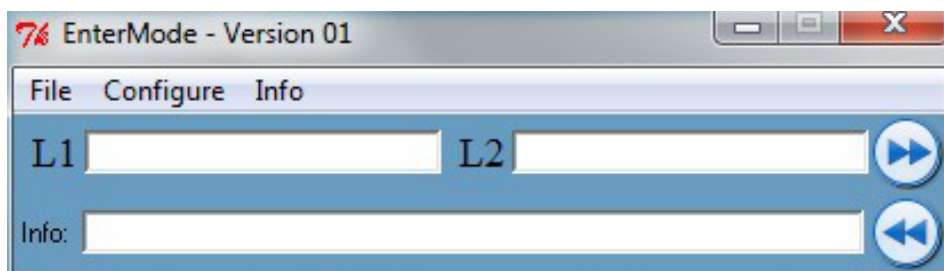 EnterMode - Version 01
File Configure Info
L1 L2
Info: